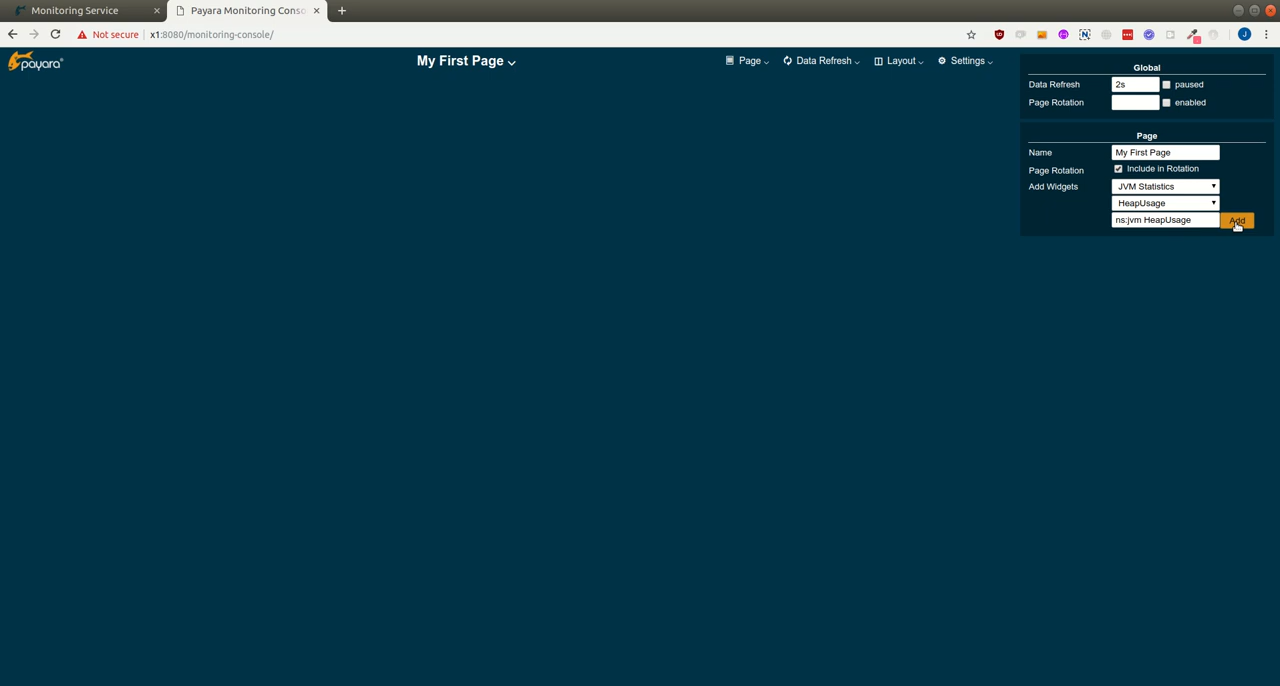 Monitoring Service
Payara Monitoring Conso
Not secure
x1:8080/monitoring-console/
J
payara®
My First Page
Page
Data Refresh
Layout
Settings
Global
Data Refresh 2s paused
Page Rotation enabled
Page
Name My First Page
Page Rotation Include in Rotation
Add Widgets JVM Statistics
HeapUsage
ns:jvm HeapUsage Add